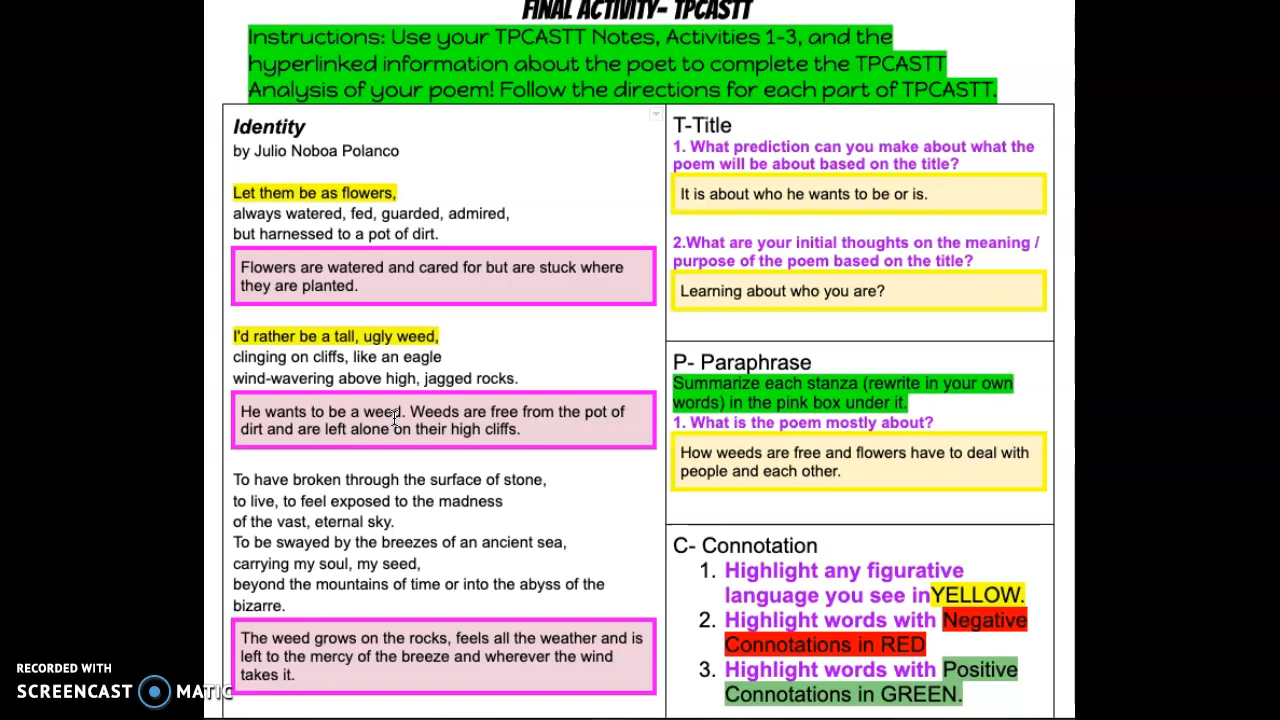 FINAL ACTIVITY- TPCASTT
Instructions: Use your TPCASTT Notes, Activities 1-3, and the
hyperlinked information about the poet to complete the TPCASTT
Analysis of your poem! Follow the directions for each part of TPCASTT.
Identity
by Julio Noboa Polanco
Let them be as flowers,
always watered, fed, guarded, admired,
but harnessed to a pot of dirt.
Flowers are watered and cared for but are stuck where
they are planted.
I'd rather be a tall, ugly weed,
clinging on cliffs, like an eagle
wind-wavering above high, jagged rocks.
He wants to be a weed. Weeds are free from the pot of
dirt and are left alone on their high cliffs.
To have broken through the surface of stone,
to live, to feel exposed to the madness
of the vast, eternal sky.
To be swayed by the breezes of an ancient sea,
carrying my soul, my seed,
beyond the mountains of time or into the abyss of the
bizarre.
The weed grows on the rocks, feels all the weather and is
left to the mercy of the breeze and wherever the wind
takes it.
T-Title
1. What prediction can you make about what the
poem will be about based on the title?
It is about who he wants to be or is.
2.What are your initial thoughts on the meaning /
purpose of the poem based on the title?
Learning about who you are?
P- Paraphrase
Summarize each stanza (rewrite in your own
words) in the pink box under it.
1. What is the poem mostly about?
How weeds are free and flowers have to deal with
people and each other.
C- Connotation
1. Highlight any figurative
language you see inYELLOW.
2. Highlight words with Negative
Connotations in RED
3. Highlight words with Positive
Connotations in GREEN.
RECORDED WITH
SCREENCAST MATIC